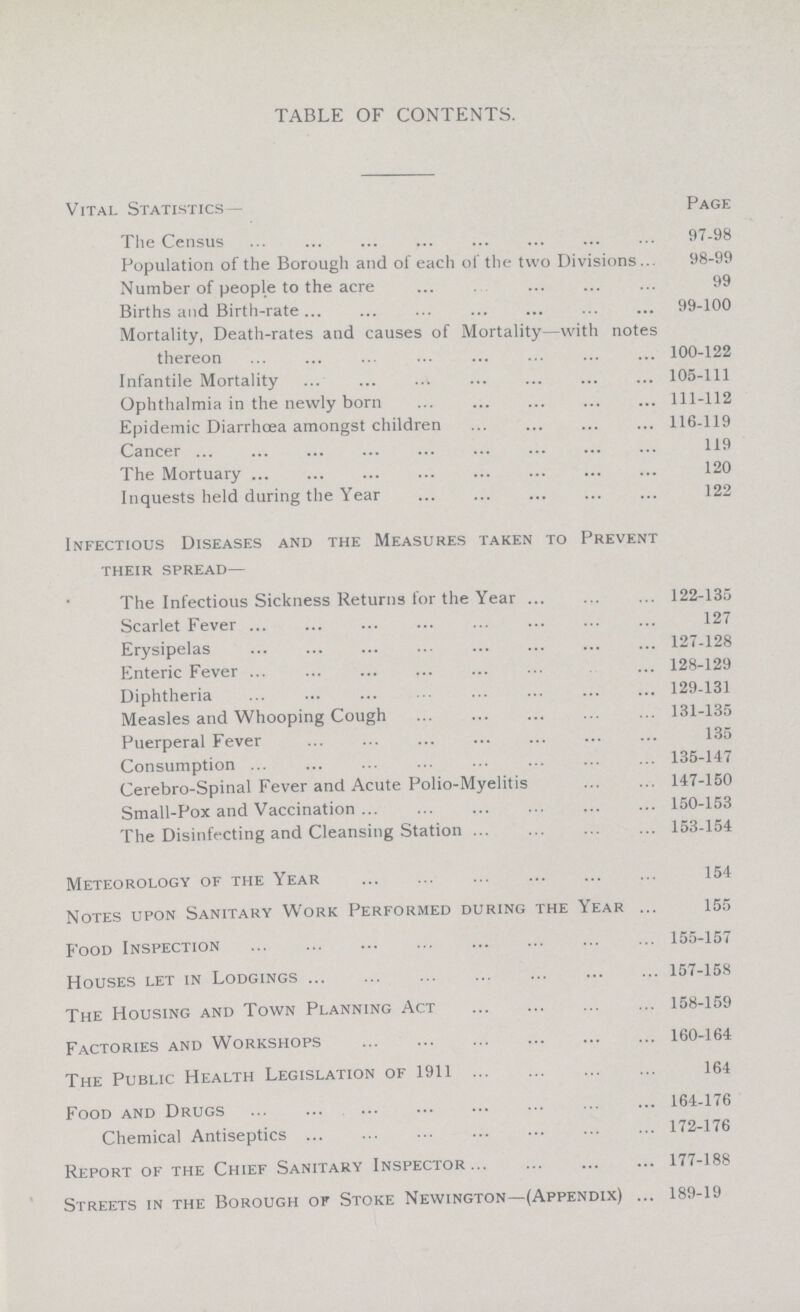 TABLE OF CONTENTS.
VITAL STATISTICS— PAGE
The Census ... ... ... ... ... ... ... ... 97-98
Population of the Borough and of each of the two Divisions... 98-99
Number of people to the acre ... ... ... ... 99
Births and Birth-rate ... ... ... ... ... ... ... 99-100
Mortality, Death-rates and causes of Mortality—with notes
thereon ... ... ... ... ... ... ... ... 100-122
Infantile Mortality ... ... ... ... ... ... ... 105-111
Ophthalmia in the newly born ... ... ... ... ... 111-112
Epidemic Diarrhœa amongst children ... ... ... ... 116-119
Cancer ... ... ... ... ... ... ... ... ... 119
The Mortuary ... ... ... ... ... ... ... ... 120
Inquests held during the Year ... ... ... ... ... 122
INFECTIOUS DISEASES AND THE MEASURES TAKEN TO PREVENT
THEIR SPREAD—
The Infectious Sickness Returns for the Year ... ... ... 122-135
Scarlet Fever ... ... ... ... ... ... ... ... 127
Erysipelas ... ... ... ... ... ... ... ... 127-128
Enteric Fever ... ... ... ... ... ... ... 128-129
Diphtheria ... ... ... ... ... ... ... ... 129-131
Measles and Whooping Cough ... ... ... ... ... 131-135
Puerperal Fever ... ... ... ... ... ... ... 135
Consumption ... ... ... ... ... ... ... ... 135-147
Cerebro-Spinal Fever and Acute Polio-Myelitis ... ... 147-150
Small-Pox and Vaccination ... ... ... ... ... ... 150-153
The Disinfecting and Cleansing Station ... ... ... ... 153-154
METEOROLOGY OF THE YEAR ... ... ... ... ... ... 154
NOTES UPON SANITARY WORK PERFORMED DURING THE YEAR ... 155
FOOD INSPECTION ... ... ... ... ... ... ... ... 155-157
HOUSES LET IN LODGINGS ... ... ... ... ... ... ... 157-158
THE HOUSING AND TOWN PLANNING ACT ... ... ... ... 158-159
FACTORIES AND WORKSHOPS ... ... ... ... ... ... 160-164
THE PUBLIC HEALTH LEGISLATION OF 1911 ... ... ... ... 164
FOOD AND DRUGS ... ... ... ... ... ... ... ... 164-176
Chemical Antiseptics ... ... ... ... ... ... ... 172-176
REPORT OF THE CHIEF SANITARY INSPECTOR ... ... ... ... 177-188
STREETS IN THE BOROUGH OF STOKE NEWINGTON—(APPENDIX) ... 189-19